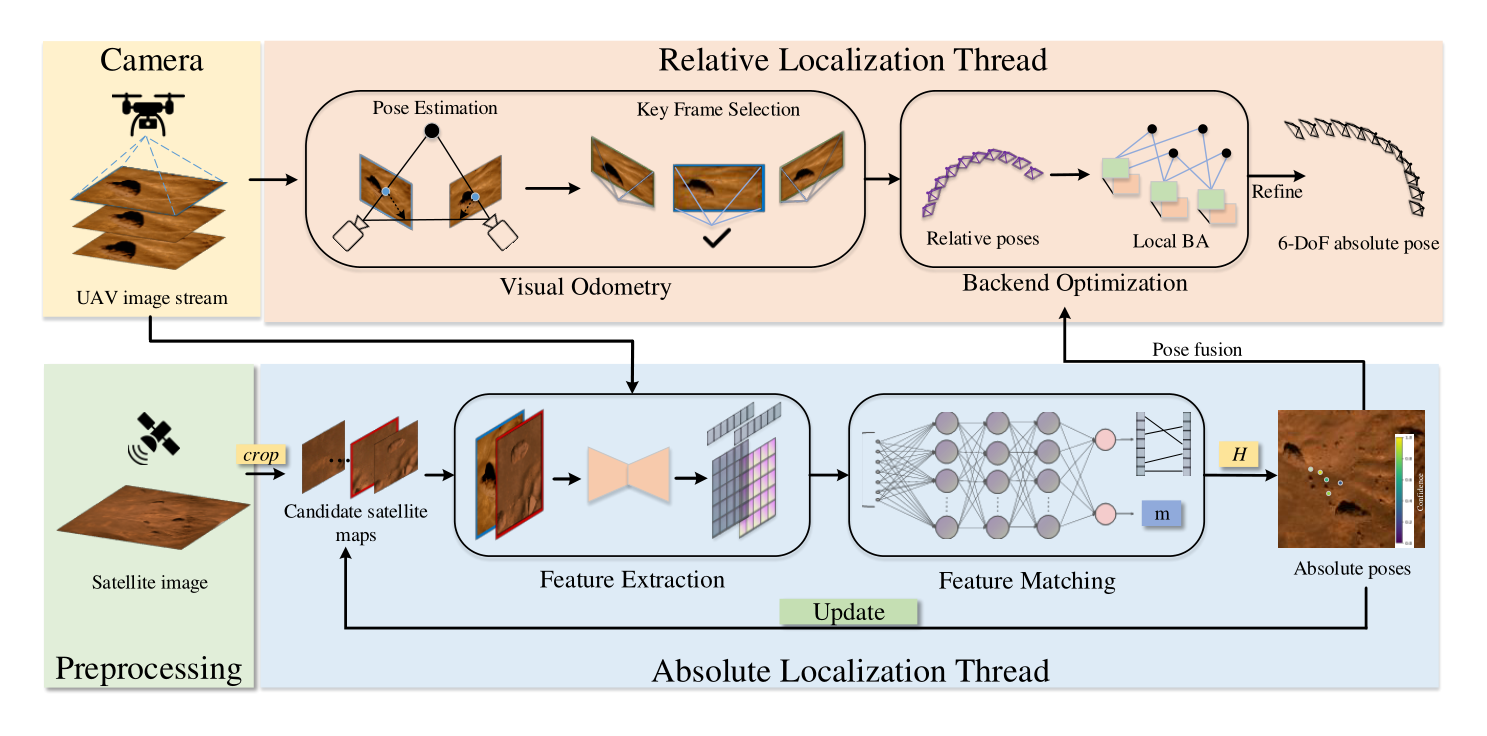 Camera
Relative Localization Thread
Pose Estimation
Key Frame Selection
Relative poses
Local BA
Refine
6-DoF absolute pose
UAV image stream
Visual Odometry
Backend Optimization
Pose fusion
crop
H
m
Confidence
Candidate satellite
maps
Satellite image
Feature Extraction
Feature Matching
Absolute poses
Update
Preprocessing
Absolute Localization Thread